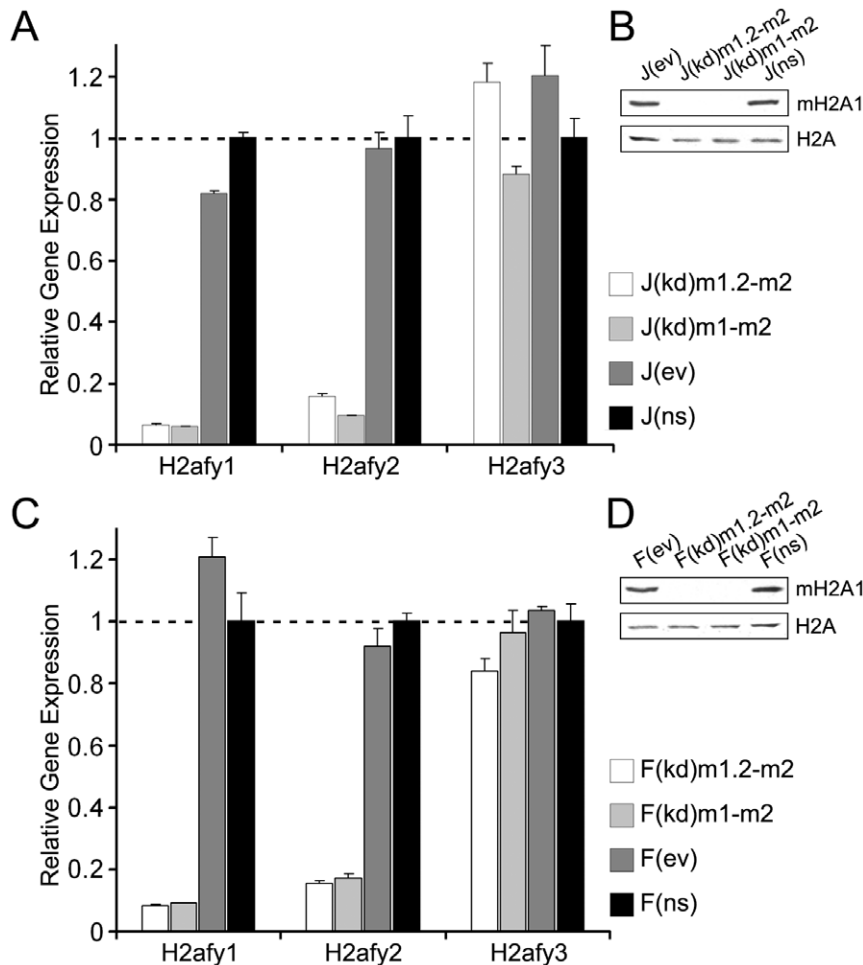 A
Relative Gene Expression
1.2
1
0.8
0.6
0.4
0.2
0
H2afy1 H2afy2 H2afy3
B
J(ev) J(kd)m1.2-m2 J(kd)m1-m2 J(ns)
mH2A1
H2A
J(kd)m1.2-m2
J(kd)m1-m2
J(ev)
J(ns)
C
Relative Gene Expression
1.2
1
0.8
0.6
0.4
0.2
0
H2afy1 H2afy2 H2afy3
D
F(ev) F(kd)m1.2-m2 F(kd)m1-m2 F(ns)
mH2A1
H2A
F(kd)m1.2-m2
F(kd)m1-m2
F(ev)
F(ns)